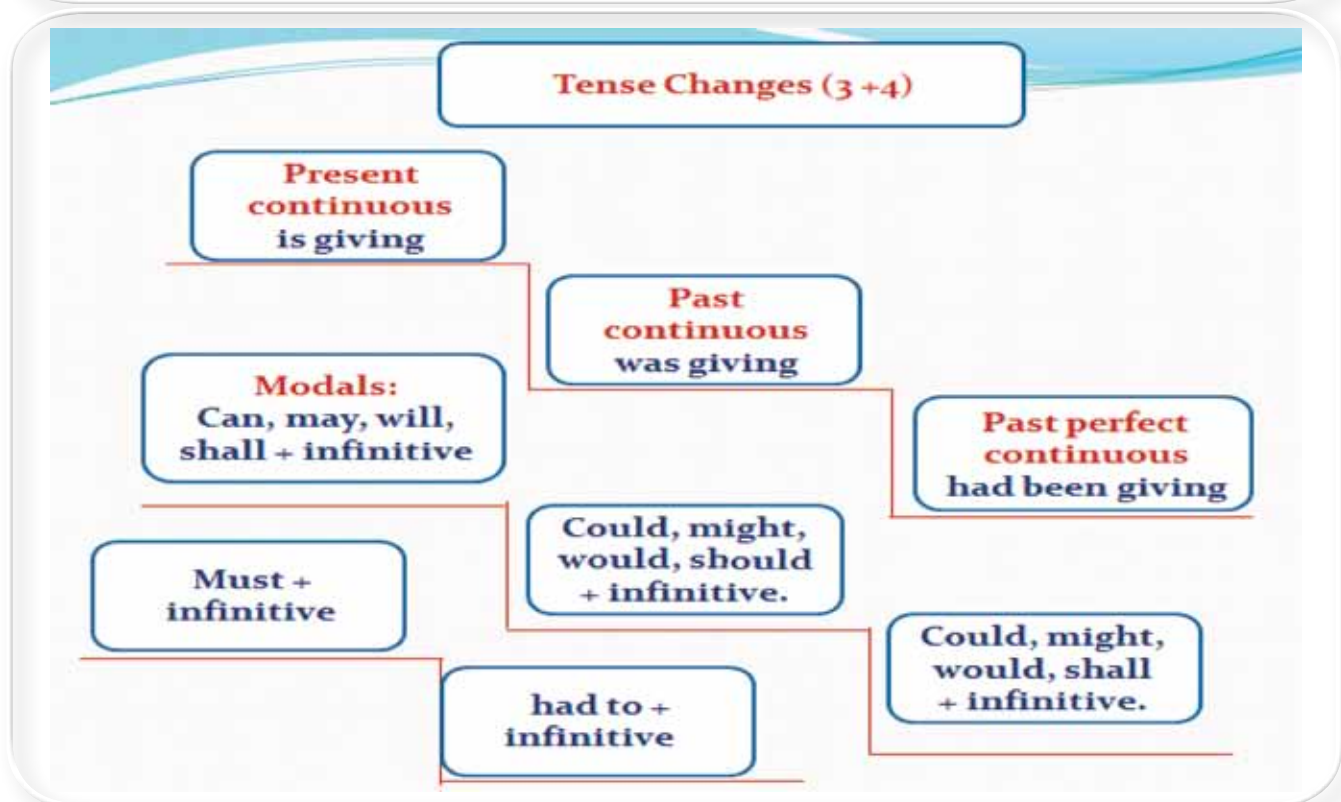 Tense Changes (3 +4)
Present
continuous
is giving
Past
continuous
was giving
Past perfect
continuous
had been giving
Modals:
Can, may, will,
shall + infinitive
Could, might,
would, should
+ infinitive.
Could, might,
would, shall
+ infinitive.
Must +
infinitive
had to +
infinitive